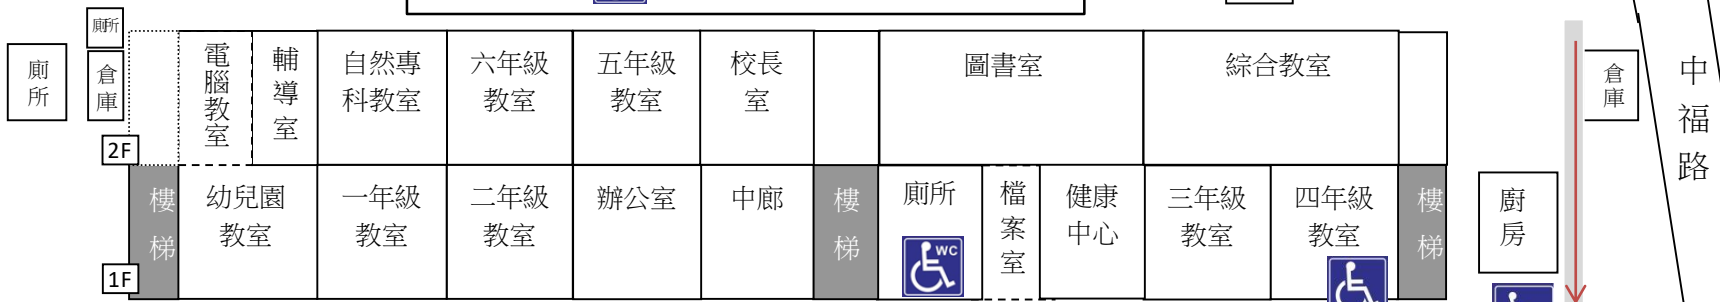 廁所
廁所
倉庫
2F
電腦教室
輔導室
自然專
科教室
六年級
教室
五年級
教室
校長
室
圖書室
綜合教室
倉庫
中福路
1F
樓梯
幼兒園
教室
一年級
教室
二年級
教室
辦公室
中廊
樓梯
廁所
WC
檔案室
健康
中心
三年級
教室
四年級
教室
樓梯
廚房